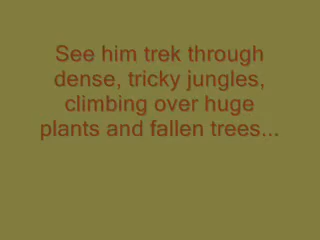 See him trek through
dense, tricky jungles,
climbing over huge
plants and fallen trees...